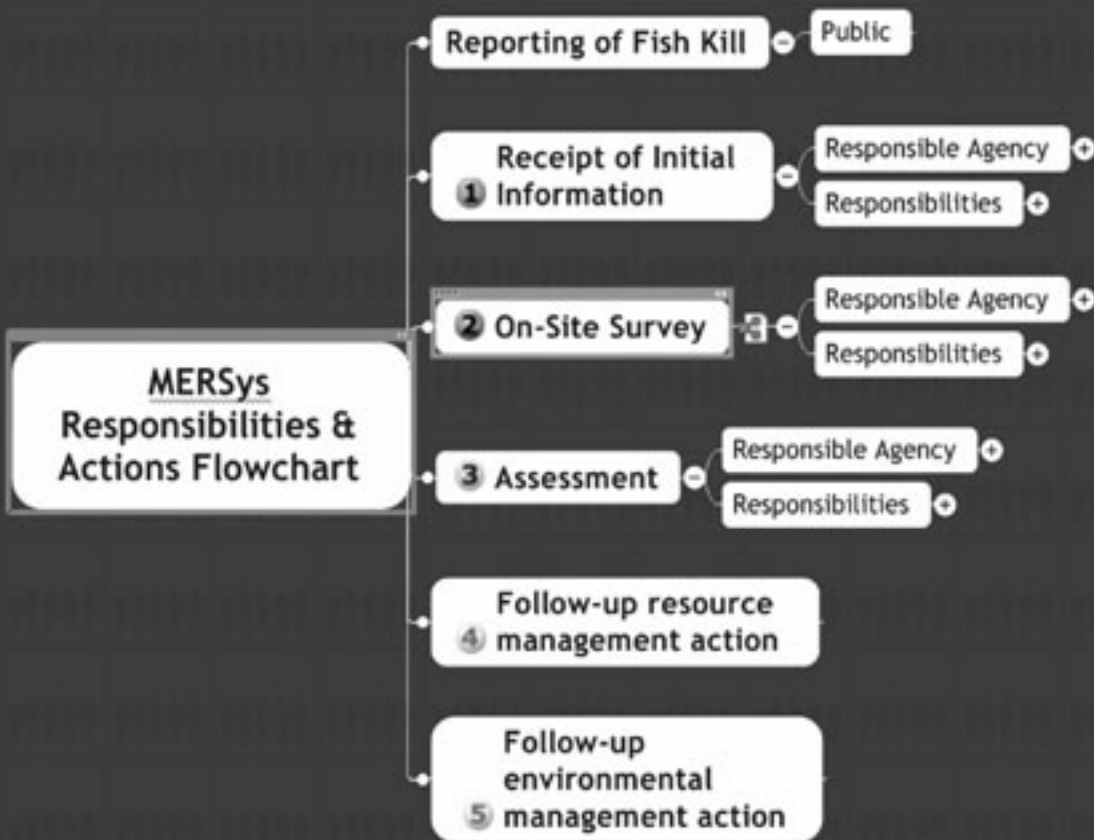 Reporting of Fish Kill
Public
Receipt of Initial
1 Information
Responsible Agency
Responsibilities
2 On-Site Survey
Responsible Agency
Responsibilities
MERSys
Responsibilities &
Actions Flowchart
3 Assessment
Responsible Agency
Responsibilities
Follow-up resource
4 management action
Follow-up
environmental
5 management action